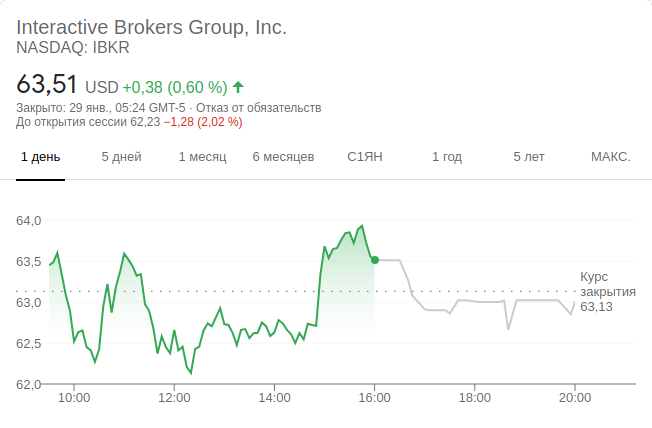 Interactive Brokers Group, Inc.
NASDAQ: IBKR
63,51 USD +0,38 (0,60 %)
Закрыто: 29 янв., 05:24 GMT-5 · Отказ от обязательств
До открытия сессии 62,23 −1,28 (2,02 %)
1 день 5 дней 1 месяц 6 месяцев С1ЯН 1 год 5 лет МАКС.
64,0
63,5
Курс
закрытия
63,13
63,0
62,5
62,0
10:00 12:00 14:00 16:00 18:00 20:00